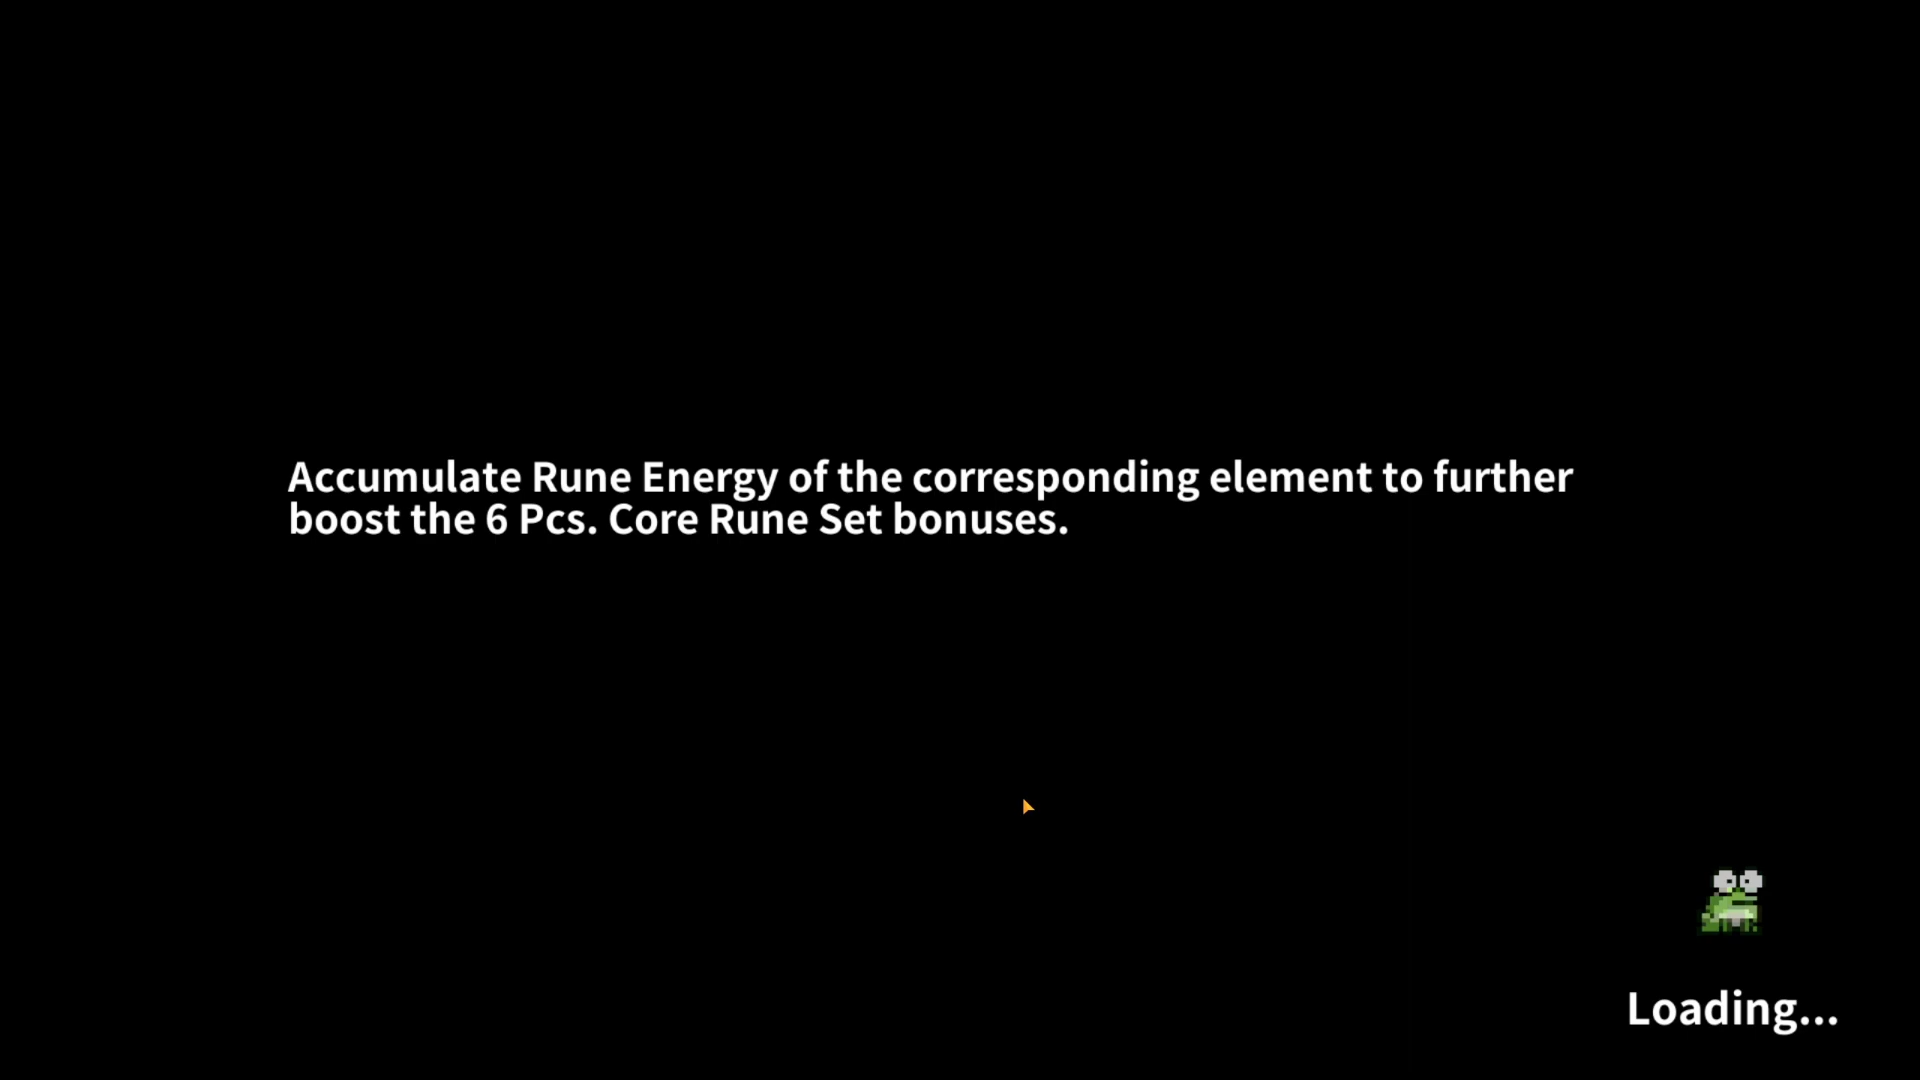 Accumulate Rune Energy of the corresponding element to further
boost the 6 Pcs. Core Rune Set bonuses.
Loading...